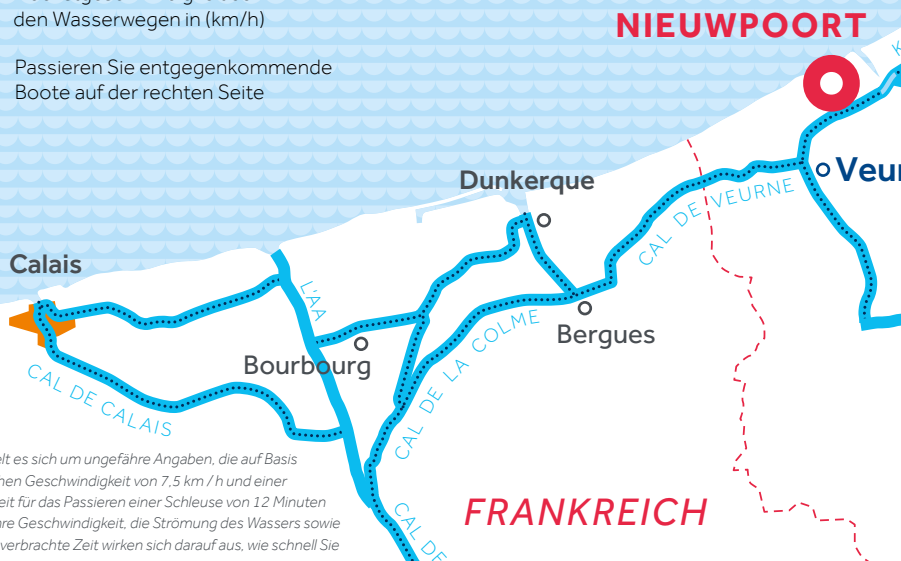 den Wasserwegen in (km/h)
Passieren Sie entgegenkommende
Boote auf der rechten Seite
NIEUWPOORT
Dunkerque
CAL DE VEURNE
Calais
L'AA
Bergues
Bourbourg
CAL DE LA COLME
CAL DE CALAIS
CAL DE
FRANKREICH
es sich um ungefähre Angaben, die auf Basis
Geschwindigkeit von 7,5 km / h und einer
für das Passieren einer Schleuse von 12 Minuten
Geschwindigkeit, die Strömung des Wassers sowie
verbrachte Zeit wirken sich darauf aus, wie schnell Sie